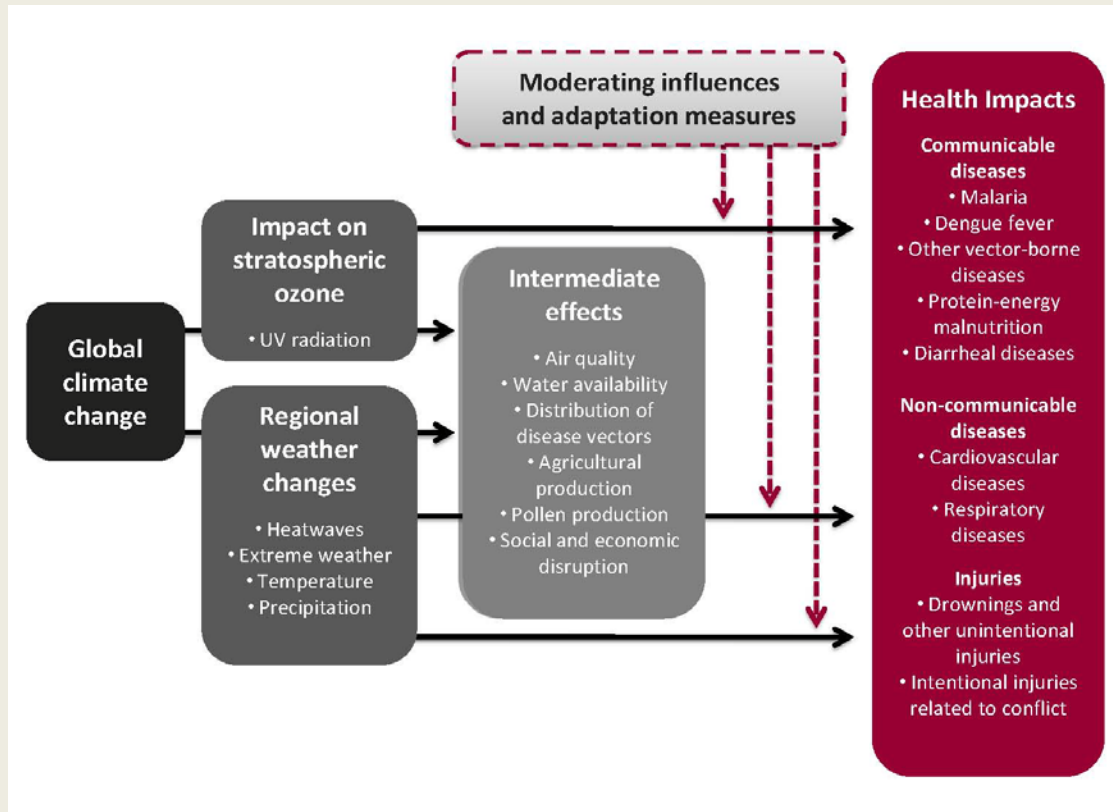 Moderating influences
and adaptation measures
Global
climate
change
Impact on
stratospheric
ozone
• UV radiation
Regional
weather
changes
• Heatwaves
• Extreme weather
• Temperature
• Precipitation
Intermediate
effects
• Air quality
• Water availability
• Distribution of
disease vectors
• Agricultural
production
• Pollen production
• Social and economic
disruption
Health Impacts
Communicable
diseases
• Malaria
• Dengue fever
• Other vector-borne
diseases
• Protein-energy
malnutrition
• Diarrheal diseases
Non-communicable
diseases
• Cardiovascular
diseases
• Respiratory
diseases
Injuries
• Drownings and
other unintentional
injuries
• Intentional injuries
related to conflict